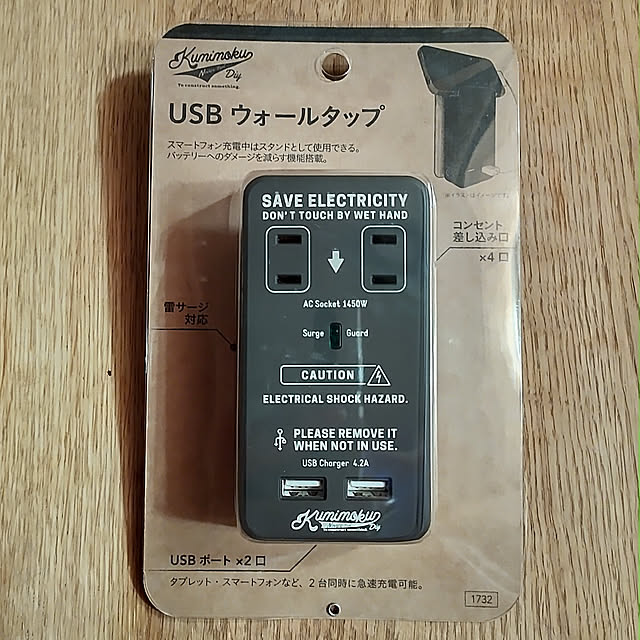 Kumimoku
Diy
To construct something.
USB ウォールタップ
スマートフォン充電中はスタンドとして使用できる。
バッテリーへのダメージを減らす機能搭載。
SAVE ELECTRICITY
DON'T TOUCH BY WET HAND
コンセント
差し込み口
×4口
AC Socket 1450W
雷サージ
対応
Surge Guard
CAUTION
ELECTRICAL SHOCK HAZARD.
PLEASE REMOVE IT
WHEN NOT IN USE.
USB Charger 4.2A
Kumimoku
Diy
USB ポート ×2口
タブレット・スマートフォンなど、2台同時に急速充電可能。
1732